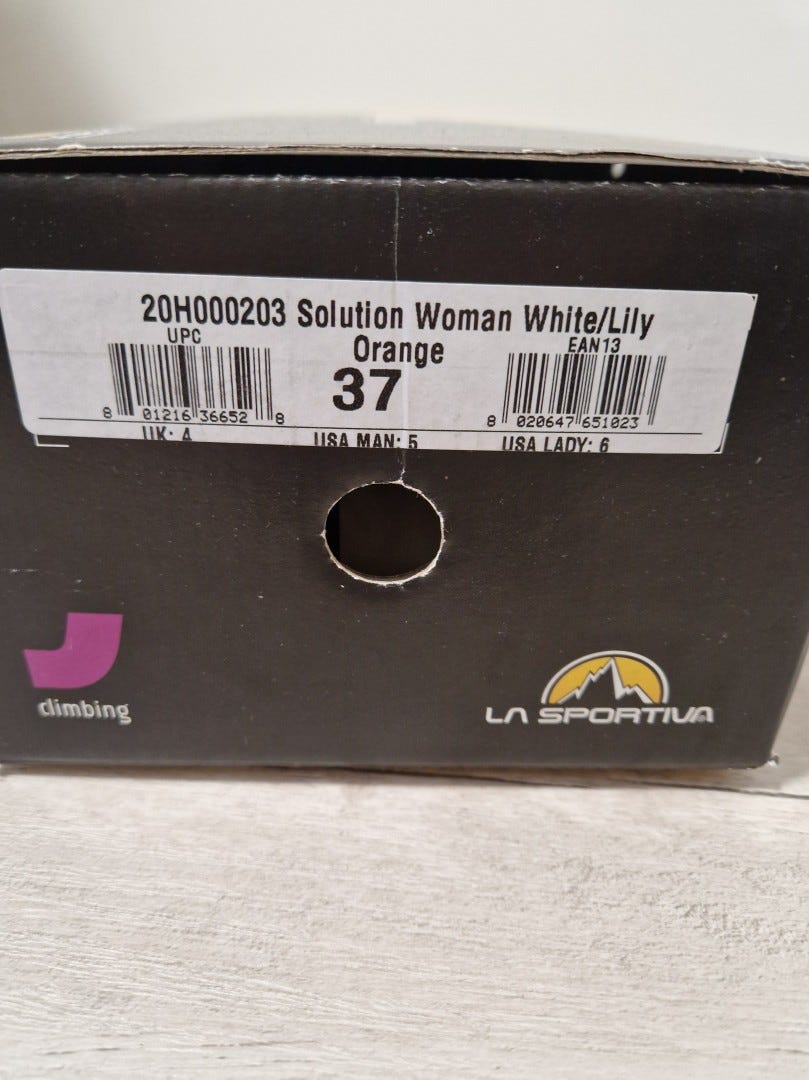 20H000203 Solution Woman White/Lily
Orange
UPC
EAN13
37
8 01216 36652 8
8 020647 651023
UK: 4 USA MAN: 5 USA LADY: 6
climbing
LA SPORTIVA